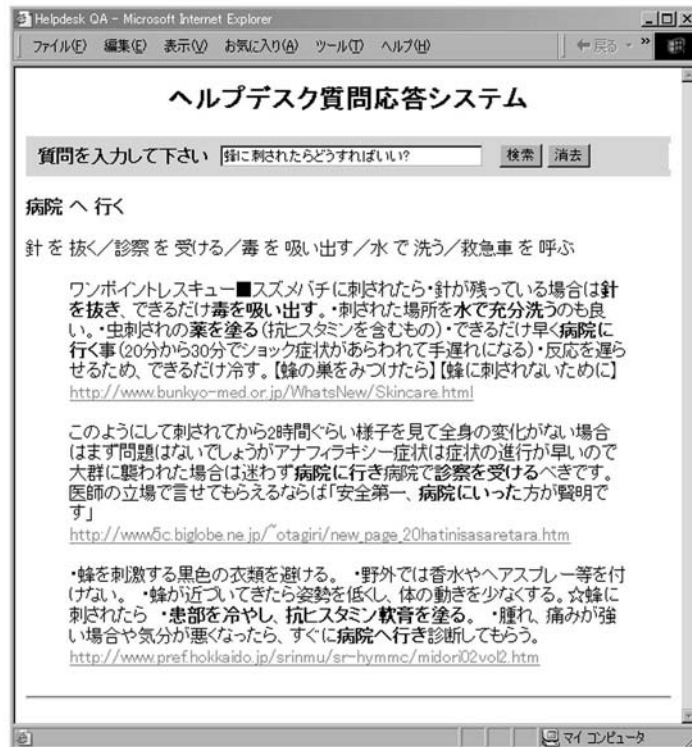 Helpdesk QA - Microsoft Internet Explorer
ファイル(F) 編集(E) 表示(V) お気に入り(A) ツール(T) ヘルプ(H) 戻る »
ヘルプデスク質問応答システム
質問を入力して下さい 蜂に刺されたらどうすればいい? 検索 消去
病院 へ 行く
針 を 抜く／診察 を 受ける／毒 を 吸い出す／水 で 洗う／救急車 を 呼ぶ
ワンポイントレスキュー■スズメバチに刺されたら・針が残っている場合は針
を抜き、できるだけ毒を吸い出す。・刺された場所を水で充分洗うのも良
い。・虫刺されの薬を塗る(抗ヒスタミンを含むもの)・できるだけ早く病院に
行く事(20分から30分でショック症状があらわれて手遅れになる)・反応を遅ら
せるため、できるだけ冷す。【蜂の巣をみつけたら】【蜂に刺されないために】
http://www.bunkyo-med.or.jp/WhatsNew/Skincare.html
このようにして刺されてから2時間ぐらい様子を見て全身の変化がない場合
はまず問題はないでしょうがアナフィラキシー症状は症状の進行が早いので
大群に襲われた場合は迷わず病院に行き病院で診察を受けるべきです。
医師の立場で言せてもらえるならば「安全第一、病院にいった方が賢明で
す」
http://www5c.biglobe.ne.jp/~otagiri/new_page_20hatinisasaretara.htm
・蜂を刺激する黒色の衣類を避ける。 ・野外では香水やヘアスプレー等を付
けない。 ・蜂が近づいてきたら姿勢を低くし、体の動きを少なくする。☆蜂に
刺されたら ・患部を冷やし、抗ヒスタミン軟膏を塗る。 ・腫れ、痛みが強
い場合や気分が悪くなったら、すぐに病院へ行き診断してもらう。
http://www.pref.hokkaido.jp/srinmu/sr-hymmc/midori02vol2.htm
マイ コンピュータ